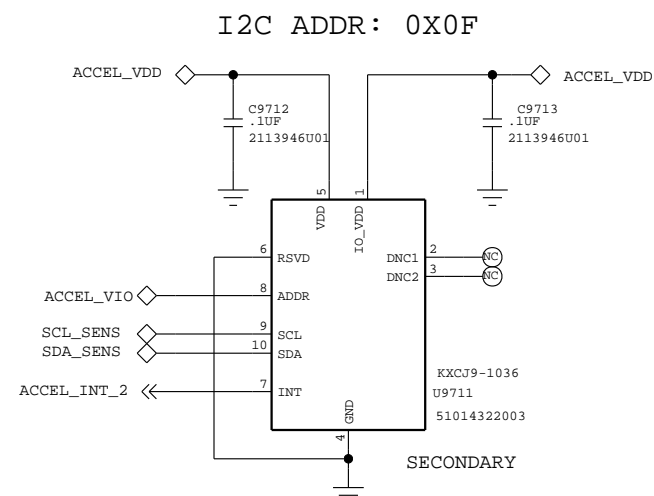 I2C ADDR: 0X0F
ACCEL_VDD
ACCEL_VDD
C9712
.1UF
2113946U01
C9713
.1UF
2113946U01
5
1
VDD
IO_VDD
6
RSVD
DNC1
2
NC
DNC2
3
NC
ACCEL_VIO
8
ADDR
SCL_SENS
9
SCL
SDA_SENS
10
SDA
ACCEL_INT_2
7
INT
KXCJ9-1036
U9711
51014322003
GND
4
SECONDARY